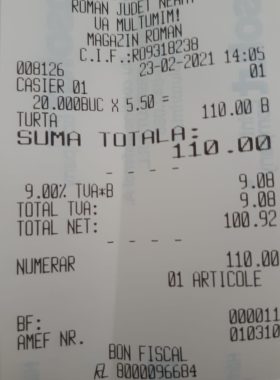 ROMAN JUDET NEAMT
VA MULTUMIM!
MAGAZIN ROMAN
C.I.F.:RO9318238
008126 23-02-2021 14:05
CASIER 01 01
20.000BUC X 5.50 =
TURTA 110.00 B
SUMA TOTALA:
110.00
- - - -
9.00% TVA*B 9.08
TOTAL TVA: 9.08
TOTAL NET: 100.92
- - - -
NUMERAR 110.00
01 ARTICOLE
BF: 000011
AMEF NR. 010310
BON FISCAL
RL 8000096684